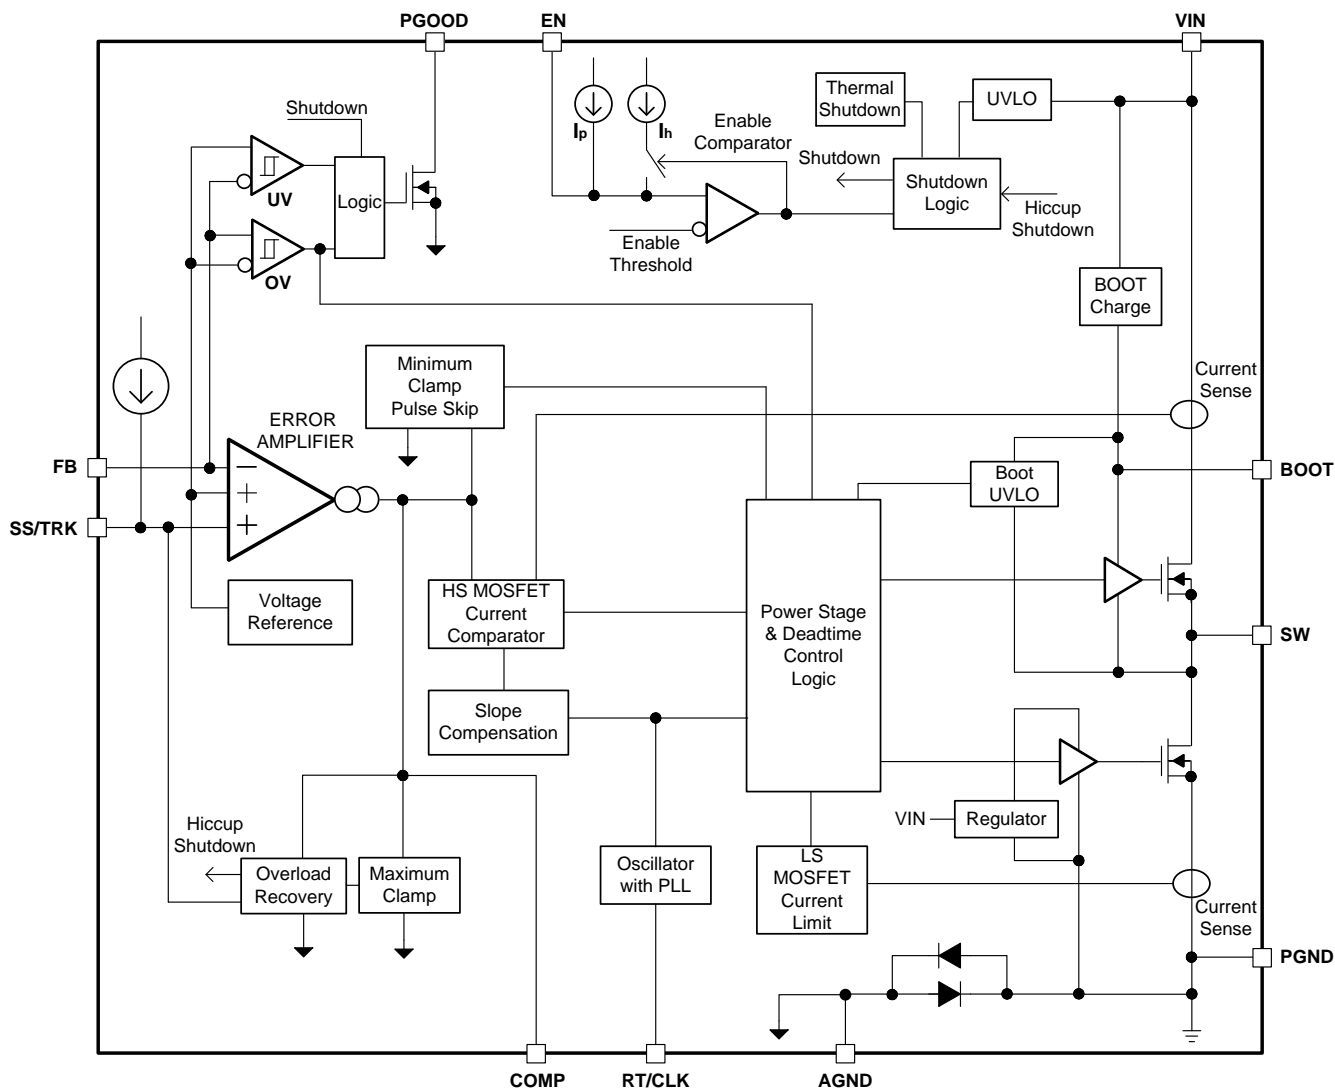 PGOOD
EN
VIN
Shutdown
UV
Logic
OV
Ip
Ih
Enable
Comparator
Enable
Threshold
Thermal
Shutdown
UVLO
Shutdown
Shutdown
Logic
Hiccup
Shutdown
BOOT
Charge
Current
Sense
Minimum
Clamp
Pulse Skip
ERROR
AMPLIFIER
FB
SS/TRK
−
+
+
Voltage
Reference
HS MOSFET
Current
Comparator
Slope
Compensation
Boot
UVLO
BOOT
Power Stage
& Deadtime
Control
Logic
SW
VIN
Regulator
Hiccup
Shutdown
Overload
Recovery
Maximum
Clamp
Oscillator
with PLL
LS
MOSFET
Current
Limit
Current
Sense
PGND
COMP
RT/CLK
AGND